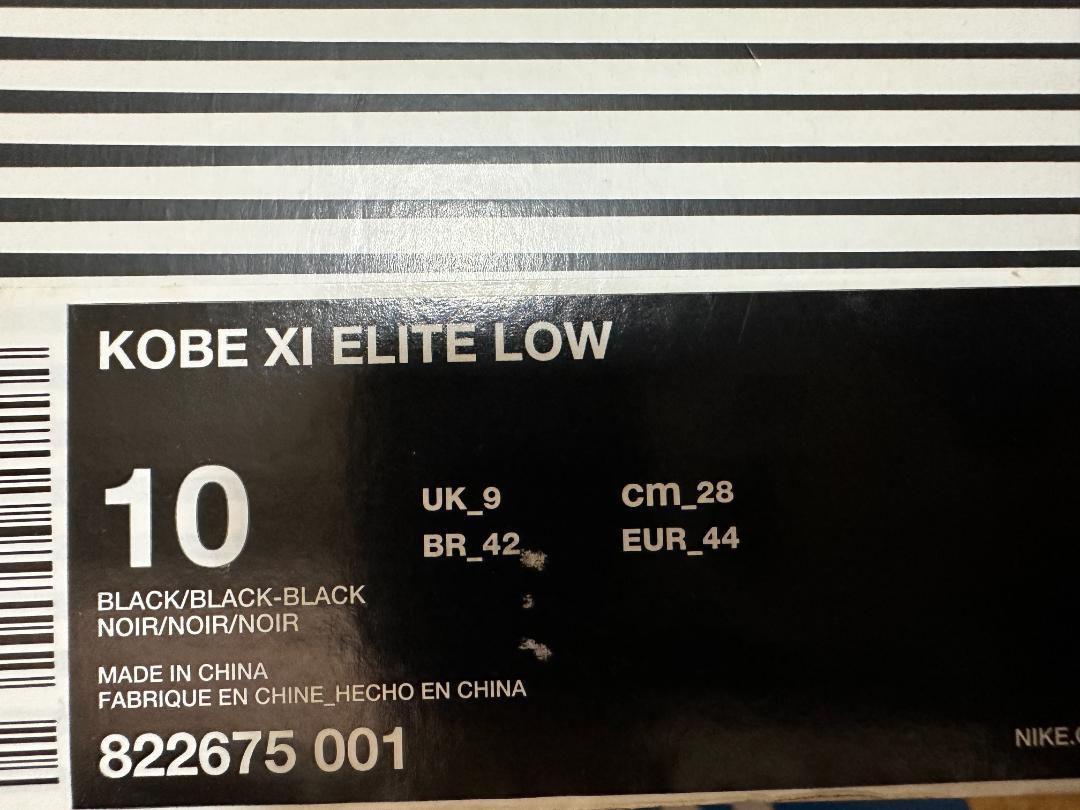 KOBE XI ELITE LOW
10
UK_9
cm_28
BR_42
EUR_44
BLACK/BLACK-BLACK
NOIR/NOIR/NOIR
MADE IN CHINA
FABRIQUE EN CHINE_HECHO EN CHINA
822675 001